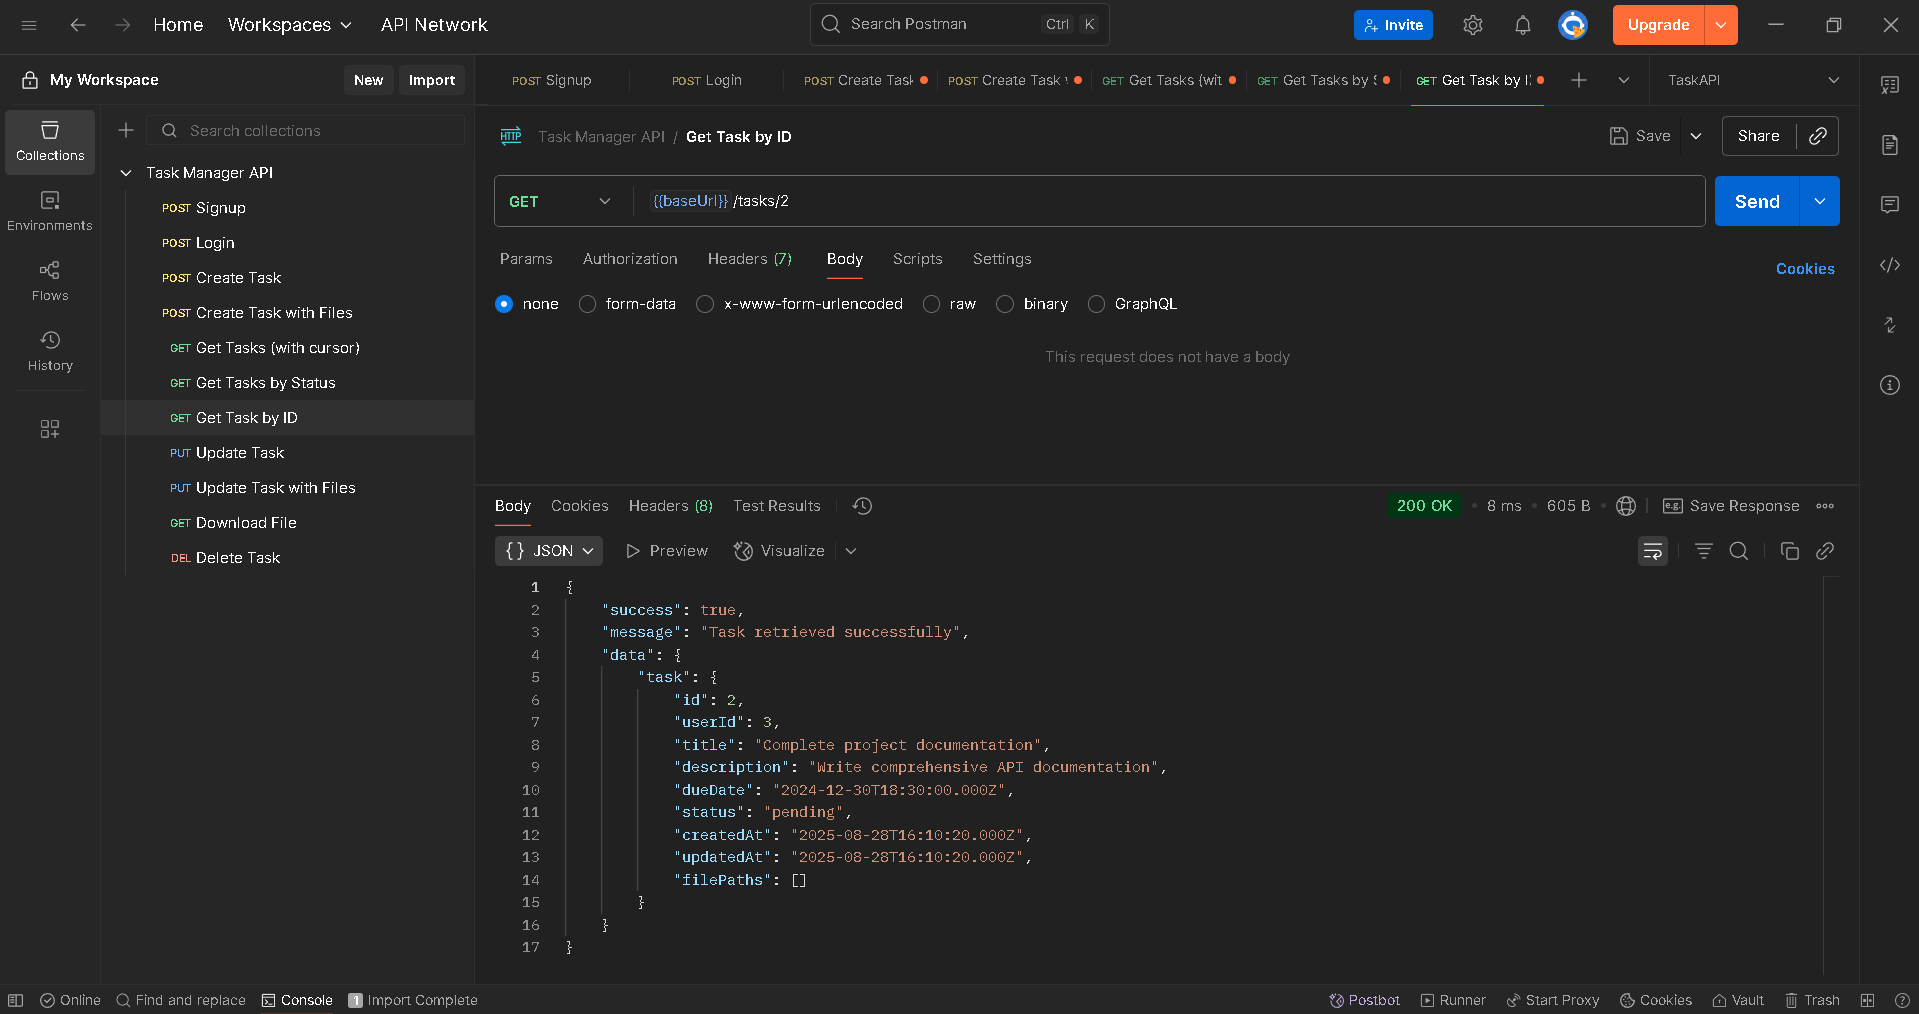 Home Workspaces API Network Search Postman Ctrl K Invite Upgrade
My Workspace New Import
POST Signup POST Login POST Create Task POST Create Task GET Get Tasks (wit GET Get Tasks by S GET Get Task by I TaskAPI
Collections
Environments
Flows
History
Search collections
Task Manager API
POST Signup
POST Login
POST Create Task
POST Create Task with Files
GET Get Tasks (with cursor)
GET Get Tasks by Status
GET Get Task by ID
PUT Update Task
PUT Update Task with Files
GET Download File
DEL Delete Task
HTTP Task Manager API / Get Task by ID Save Share
GET {{baseUrl}}/tasks/2 Send
Params Authorization Headers (7) Body Scripts Settings Cookies
none form-data x-www-form-urlencoded raw binary GraphQL
This request does not have a body
Body Cookies Headers (8) Test Results 200 OK • 8 ms • 605 B • e.g. Save Response
{} JSON Preview Visualize
1 {
2 "success": true,
3 "message": "Task retrieved successfully",
4 "data": {
5 "task": {
6 "id": 2,
7 "userId": 3,
8 "title": "Complete project documentation",
9 "description": "Write comprehensive API documentation",
10 "dueDate": "2024-12-30T18:30:00.000Z",
11 "status": "pending",
12 "createdAt": "2025-08-28T16:10:20.000Z",
13 "updatedAt": "2025-08-28T16:10:20.000Z",
14 "filePaths": []
15 }
16 }
17 }
Online Find and replace Console 1 Import Complete Postbot Runner Start Proxy Cookies Vault Trash